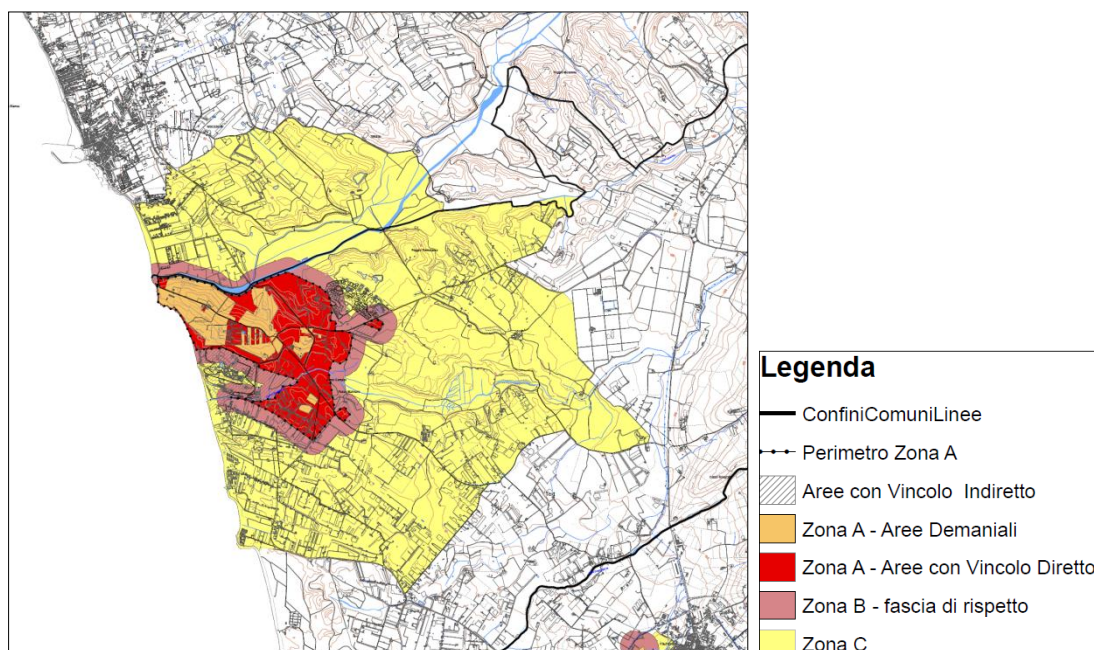 Legenda
ConfiniComuniLinee
Perimetro Zona A
Aree con Vincolo Indiretto
Zona A - Aree Demaniali
Zona A - Aree con Vincolo Diretto
Zona B - fascia di rispetto
Zona C